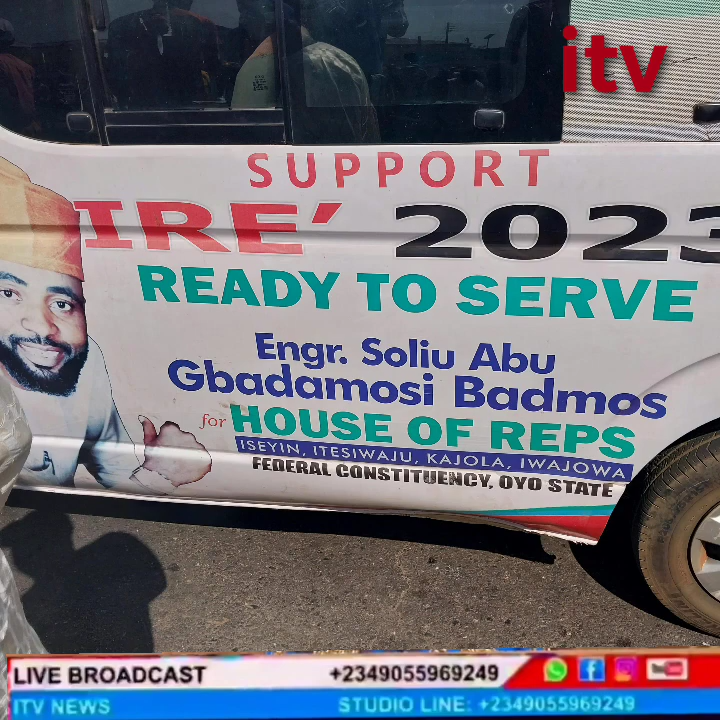 itv
SUPPORT
IRE' 2023
READY TO SERVE
Engr. Soliu Abu
Gbadamosi Badmos
for HOUSE OF REPS
ISEYIN, ITESIWAJU, KAJOLA, IWAJOWA
FEDERAL CONSTITUENCY, OYO STATE
LIVE BROADCAST +2349055969249
ITV NEWS STUDIO LINE: +2349055969249